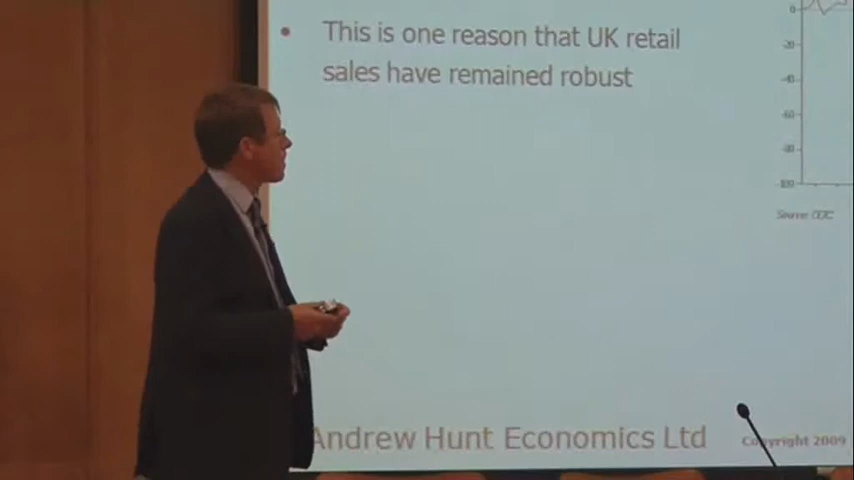 • This is one reason that UK retail
sales have remained robust
0
-20
-40
-60
-80
-100
Andrew Hunt Economics Ltd
Copyright 2009